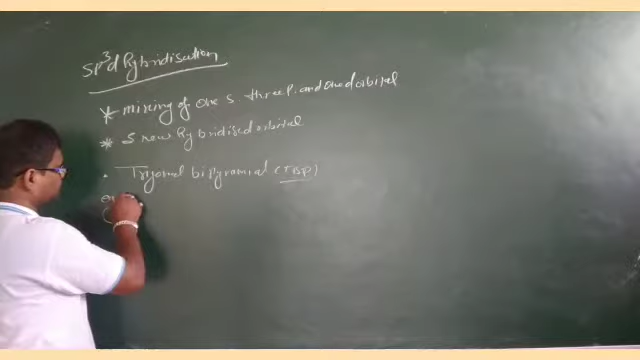 sp³d Hybridisation
* mixing of one s three p. and one d orbital
* 5 new Hybridised orbital
. Trigonal bipyramidal (TBP)